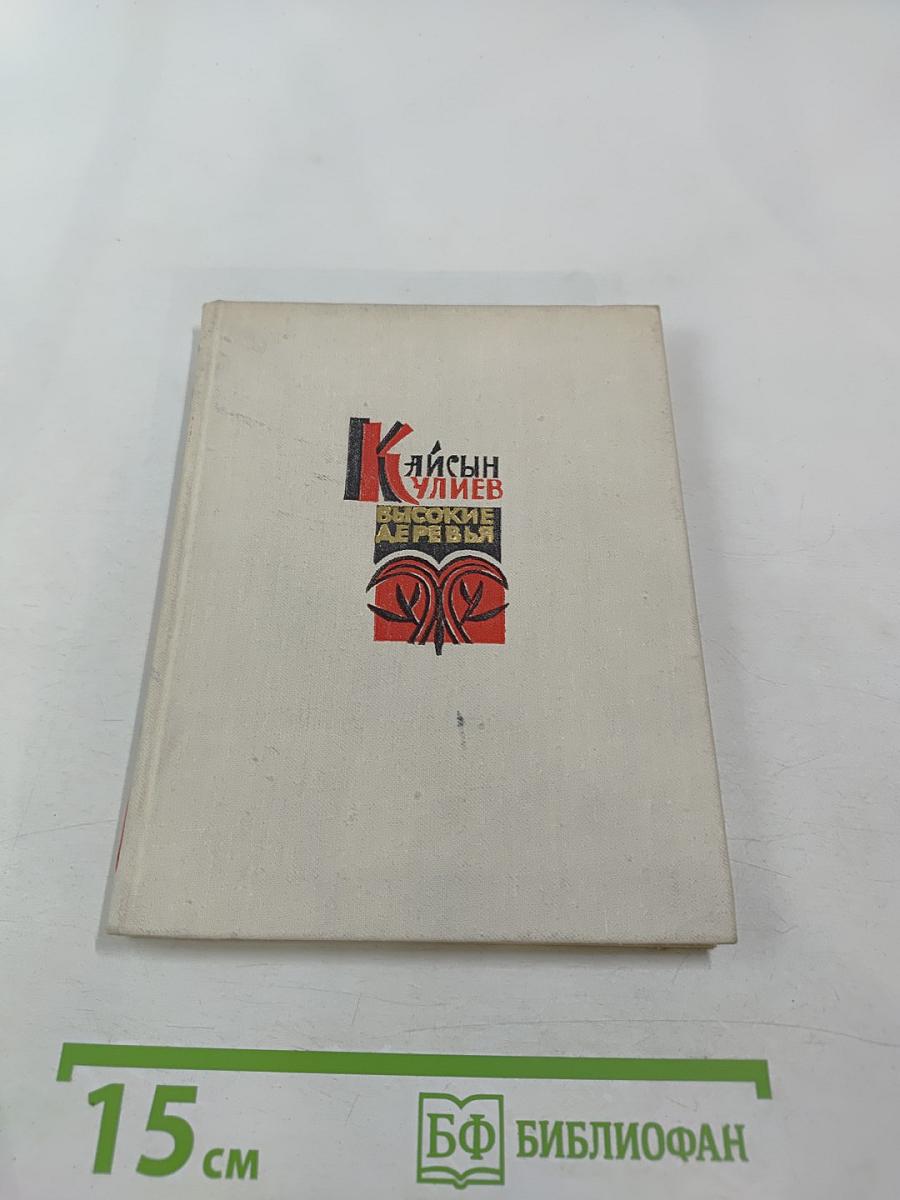 Кайсын
Кулиев
ВЫСОКИЕ
ДЕРЕВЬЯ
15 см
БФ БИБЛИОФАН